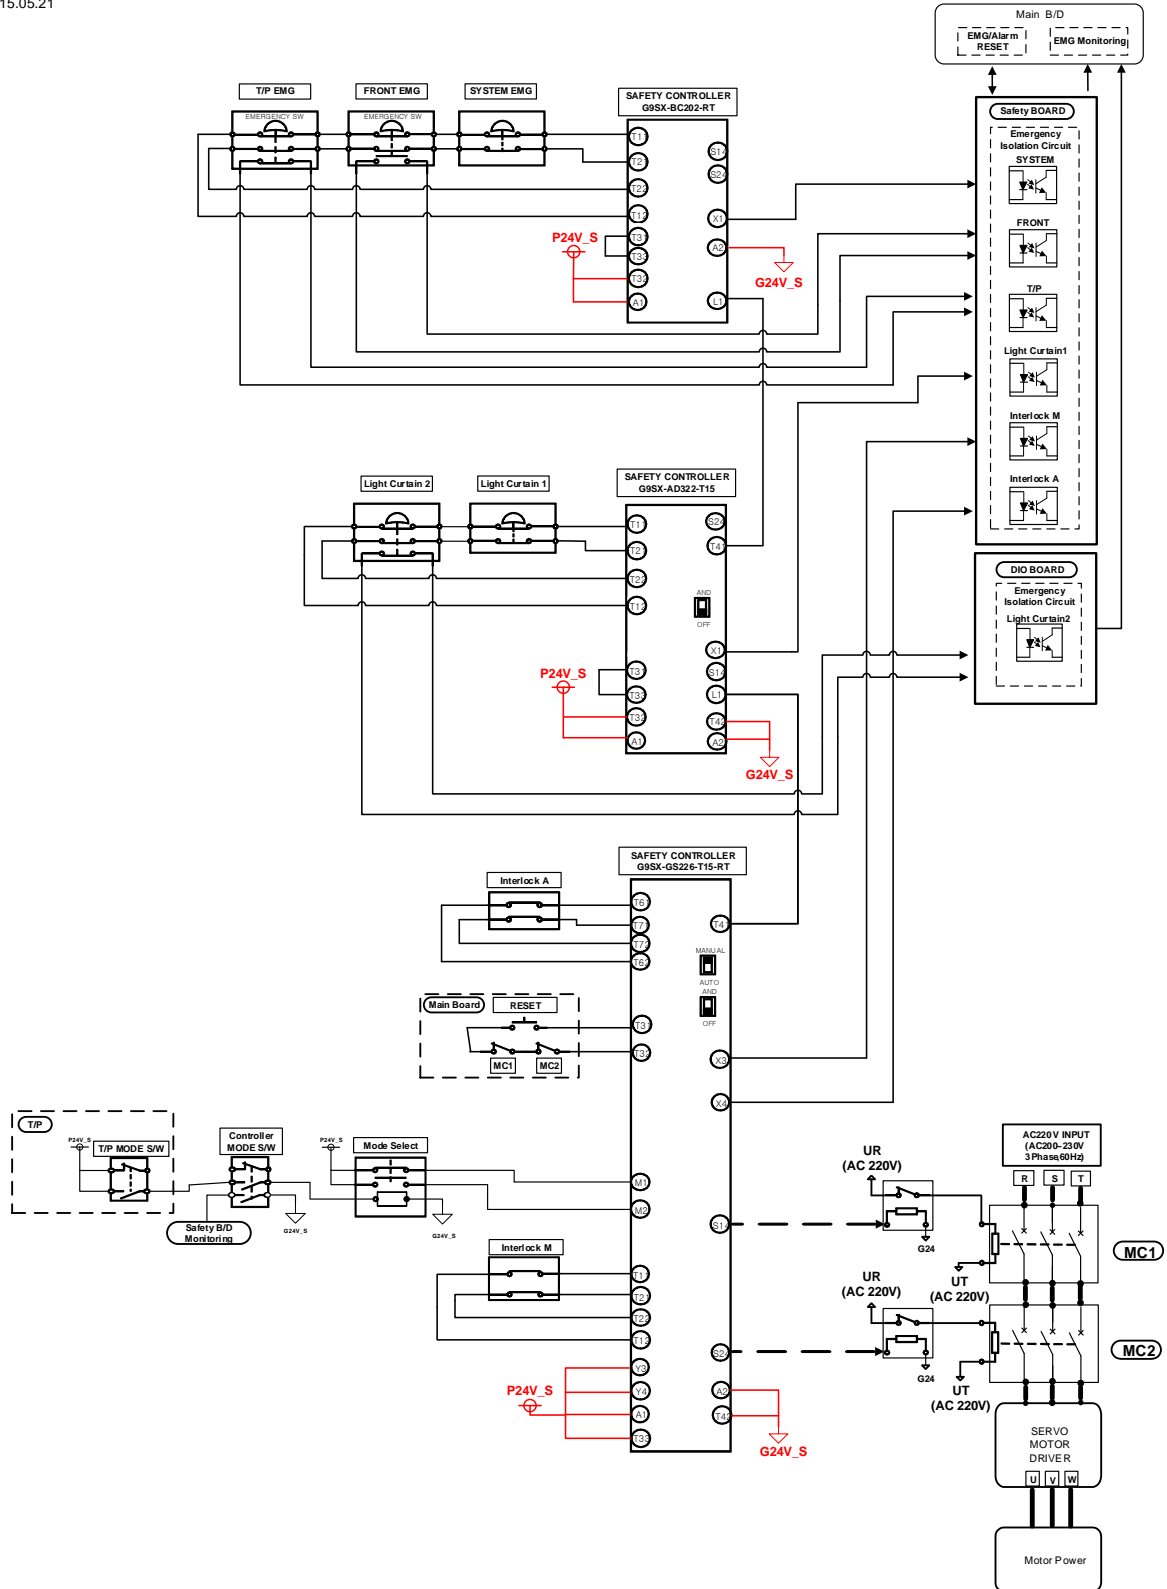 15.05.21
Main B/D
EMG/Alarm
RESET
EMG Monitoring
T/P EMG
FRONT EMG
SYSTEM EMG
SAFETY CONTROLLER
G9SX-BC202-RT
EMERGENCY SW
EMERGENCY SW
T11
T21
T22
T12
T31
T33
T32
A1
S14
S24
X1
A2
L1
P24V_S
G24V_S
Safety BOARD
Emergency
Isolation Circuit
SYSTEM
FRONT
T/P
Light Curtain1
Interlock M
Interlock A
Light Curtain 2
Light Curtain 1
SAFETY CONTROLLER
G9SX-AD322-T15
T11
T21
T22
T12
T31
T33
T32
A1
S24
T41
AND
OFF
X1
S14
L1
T42
A2
P24V_S
G24V_S
DIO BOARD
Emergency
Isolation Circuit
Light Curtain2
SAFETY CONTROLLER
G9SX-GS226-T15-RT
Interlock A
T61
T71
T72
T62
T41
MANUAL
AUTO
AND
OFF
Main Board
RESET
MC1
MC2
T31
T32
X3
X4
T/P
P24V_S
T/P MODE S/W
Controller
MODE S/W
Safety B/D
Monitoring
G24V_S
P24V_S
Mode Select
G24V_S
M1
M2
S14
Interlock M
T11
T21
T22
T12
Y3
Y4
A1
T33
S24
A2
T42
P24V_S
G24V_S
UR
(AC 220V)
G24
UT
(AC 220V)
UR
(AC 220V)
G24
UT
(AC 220V)
AC220V INPUT
(AC200~230V
3Phase,60Hz)
R
S
T
MC1
MC2
SERVO
MOTOR
DRIVER
U
V
W
Motor Power